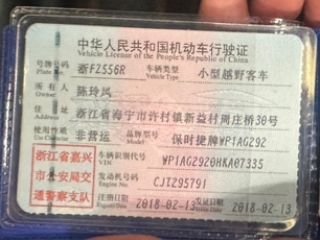 中华人民共和国机动车行驶证
Vehicle License of the People's Republic of China
号牌号码 浙FZ556R 车辆类型 小型越野客车
Plate No. Vehicle Type
所有人 陈玲凤
住址 浙江省海宁市许村镇新益村周庄桥30号
使用性质 非营运 品牌型号 保时捷牌WP1AG292
浙江省嘉兴市公安局交通警察支队
车辆识别代号 WP1AG2920HKA07335
VIN
发动机号码 CJT295791
Engine No.
注册日期 2018-02-13 发证日期 2018-02-13
Register Date Issue Date